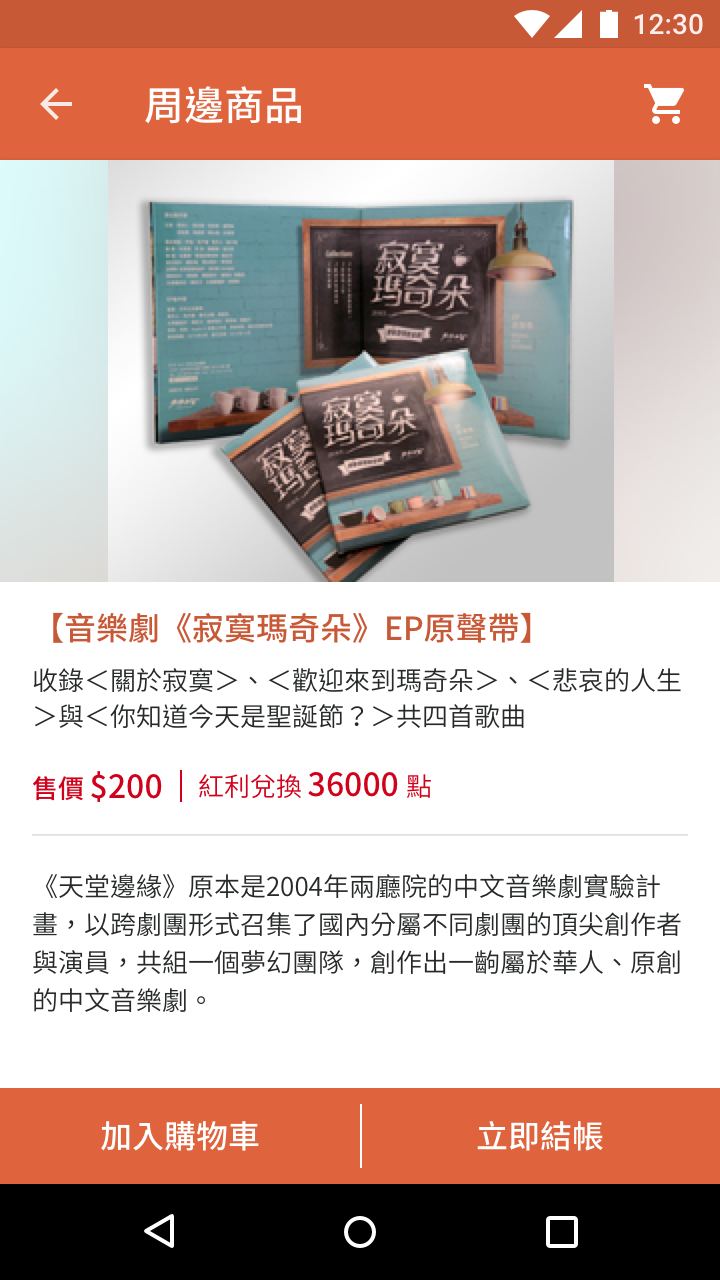 12:30
周邊商品
Collections
寂寞
瑪奇朵
寂寞
瑪奇朵
寂寞
瑪奇朵
【音樂劇《寂寞瑪奇朵》EP原聲帶】
收錄＜關於寂寞＞、＜歡迎來到瑪奇朵＞、＜悲哀的人生
＞與＜你知道今天是聖誕節？＞共四首歌曲
售價 $200 | 紅利兌換 36000 點
《天堂邊緣》原本是2004年兩廳院的中文音樂劇實驗計
畫，以跨劇團形式召集了國內分屬不同劇團的頂尖創作者
與演員，共組一個夢幻團隊，創作出一齣屬於華人、原創
的中文音樂劇。
加入購物車
立即結帳